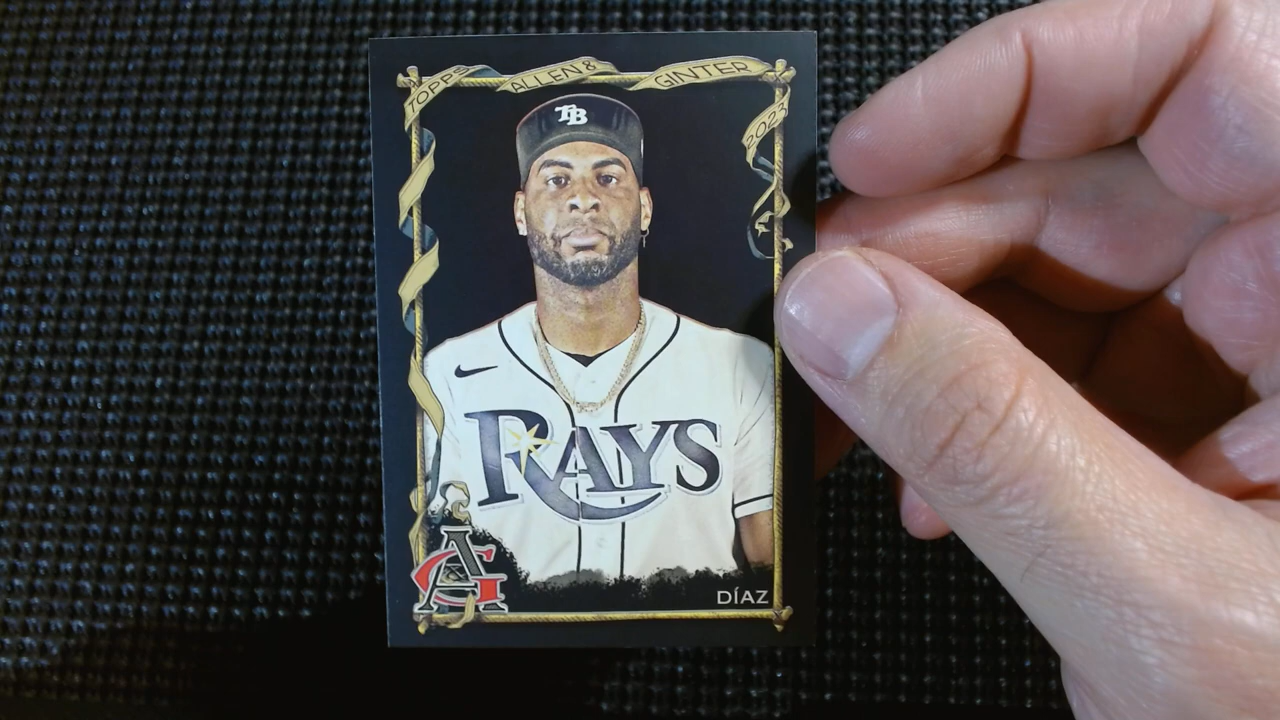 TOPPS ALLEN & GINTER
2023
TB
RAYS
AG
DÍAZ